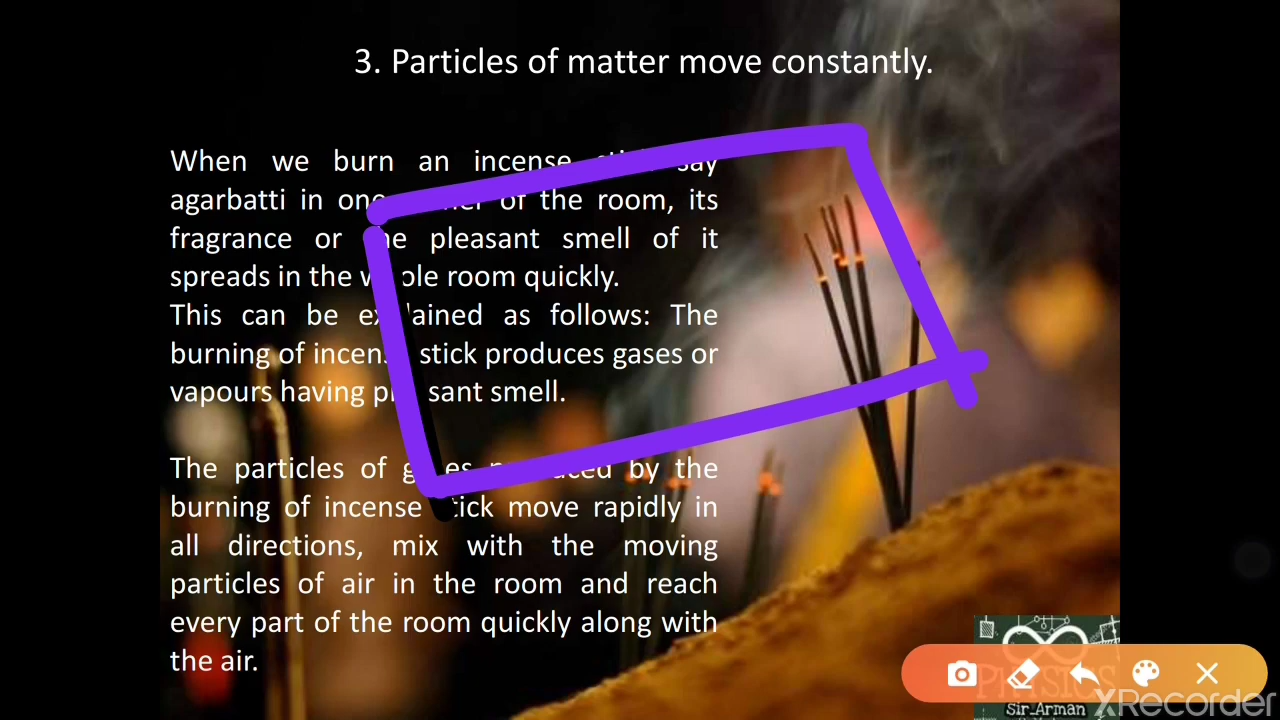 3. Particles of matter move constantly.
When we burn an incense say
agarbatti in of the room, its
fragrance or pleasant smell of it
spreads in the room quickly.
This can be as follows: The
burning of stick produces gases or
vapours having smell.
The particles of by the
burning of incense move rapidly in
all directions, mix with the moving
particles of air in the room and reach
every part of the room quickly along with
the air.
PHYSICS
Sir_Arman
XRecorder